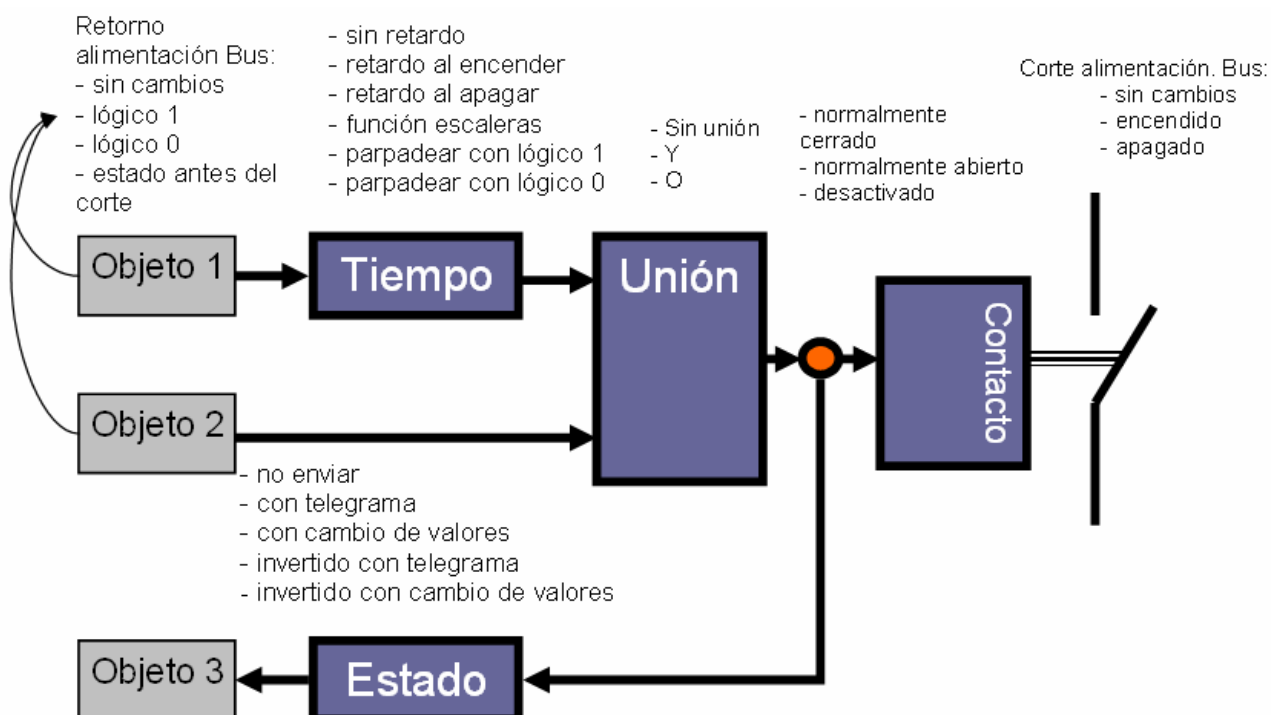 Retorno
alimentación Bus:
- sin cambios
- lógico 1
- lógico 0
- estado antes del
corte
- sin retardo
- retardo al encender
- retardo al apagar
- función escaleras
- parpadear con lógico 1
- parpadear con lógico 0
- Sin unión
- Y
- O
- normalmente
cerrado
- normalmente abierto
- desactivado
Corte alimentación. Bus:
- sin cambios
- encendido
- apagado
Objeto 1
Tiempo
Unión
Contacto
Objeto 2
- no enviar
- con telegrama
- con cambio de valores
- invertido con telegrama
- invertido con cambio de valores
Objeto 3
Estado